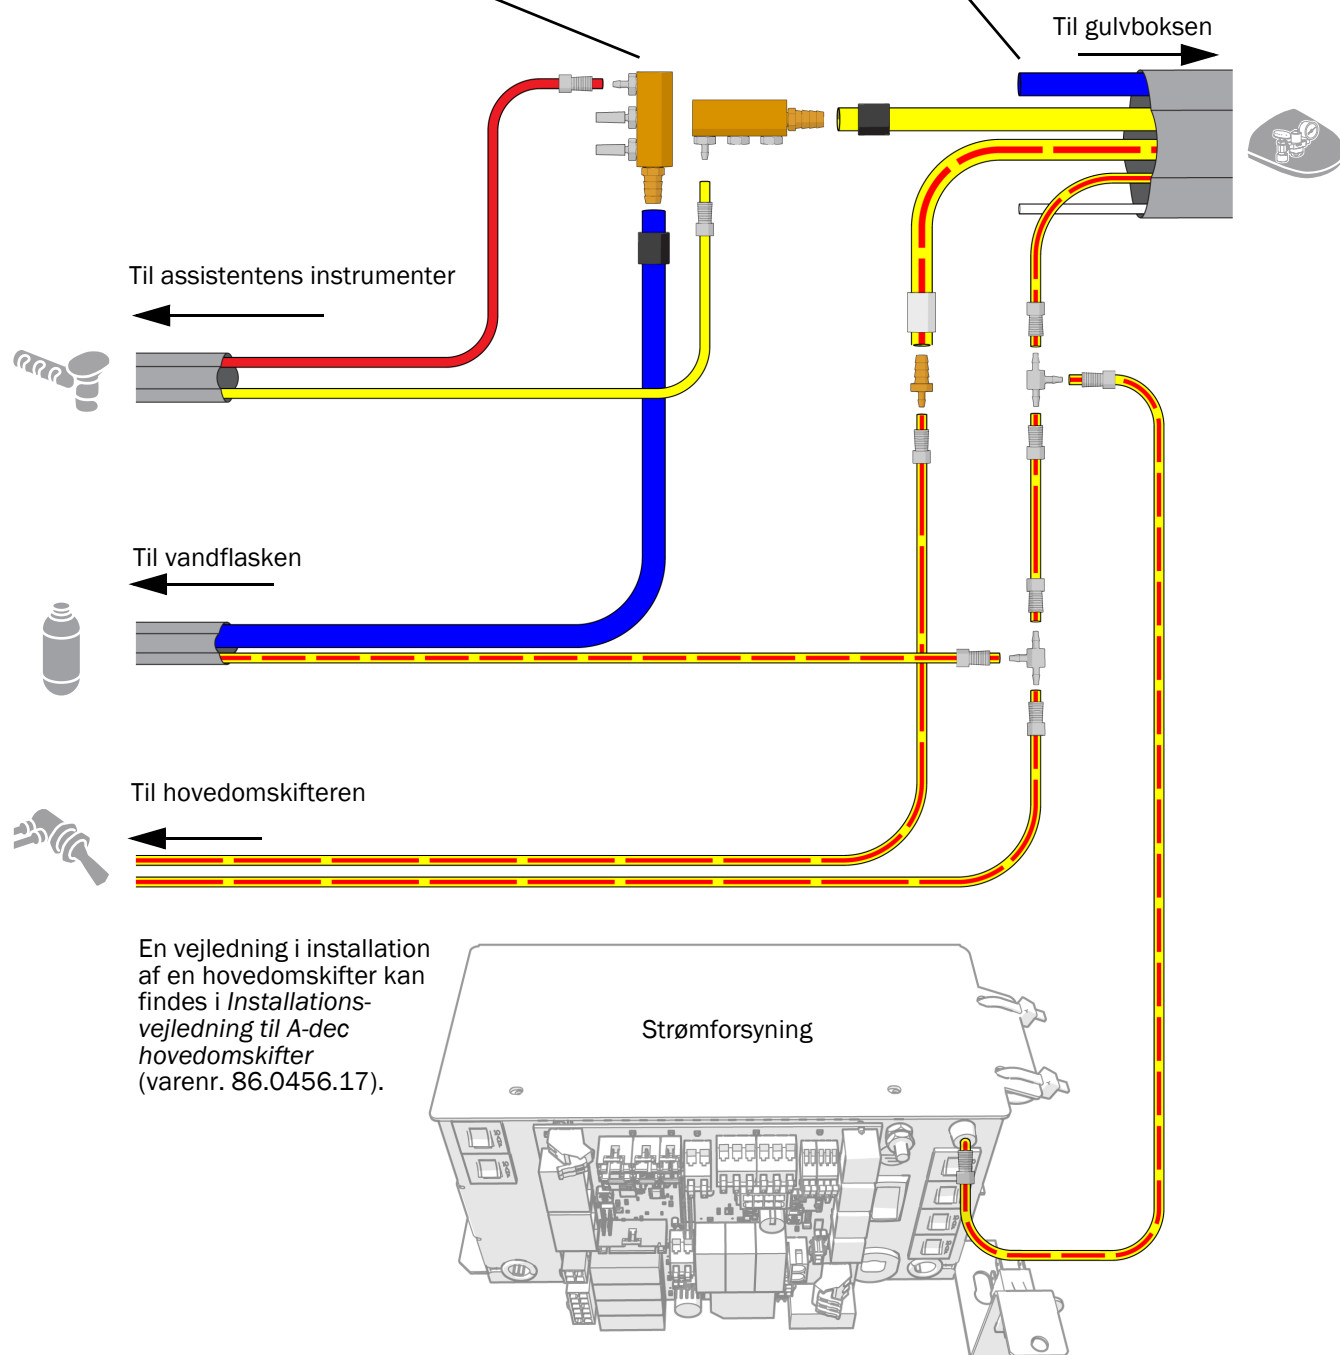 Til gulvboksen
Til assistentens instrumenter
Til vandflasken
Til hovedomskifteren
En vejledning i installation
af en hovedomskifter kan
findes i Installations-
vejledning til A-dec
hovedomskifter
(varenr. 86.0456.17).
Strømforsyning